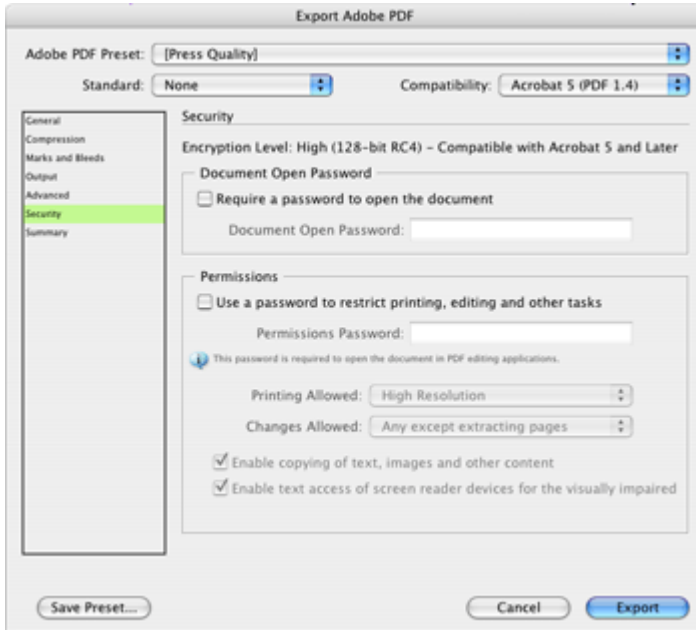 Export Adobe PDF
Adobe PDF Preset: [Press Quality]
Standard: None Compatibility: Acrobat 5 (PDF 1.4)
General
Compression
Marks and Bleeds
Output
Advanced
Security
Summary
Security
Encryption Level: High (128-bit RC4) – Compatible with Acrobat 5 and Later
Document Open Password
Require a password to open the document
Document Open Password:
Permissions
Use a password to restrict printing, editing and other tasks
Permissions Password:
This password is required to open the document in PDF editing applications.
Printing Allowed: High Resolution
Changes Allowed: Any except extracting pages
Enable copying of text, images and other content
Enable text access of screen reader devices for the visually impaired
Save Preset... Cancel Export